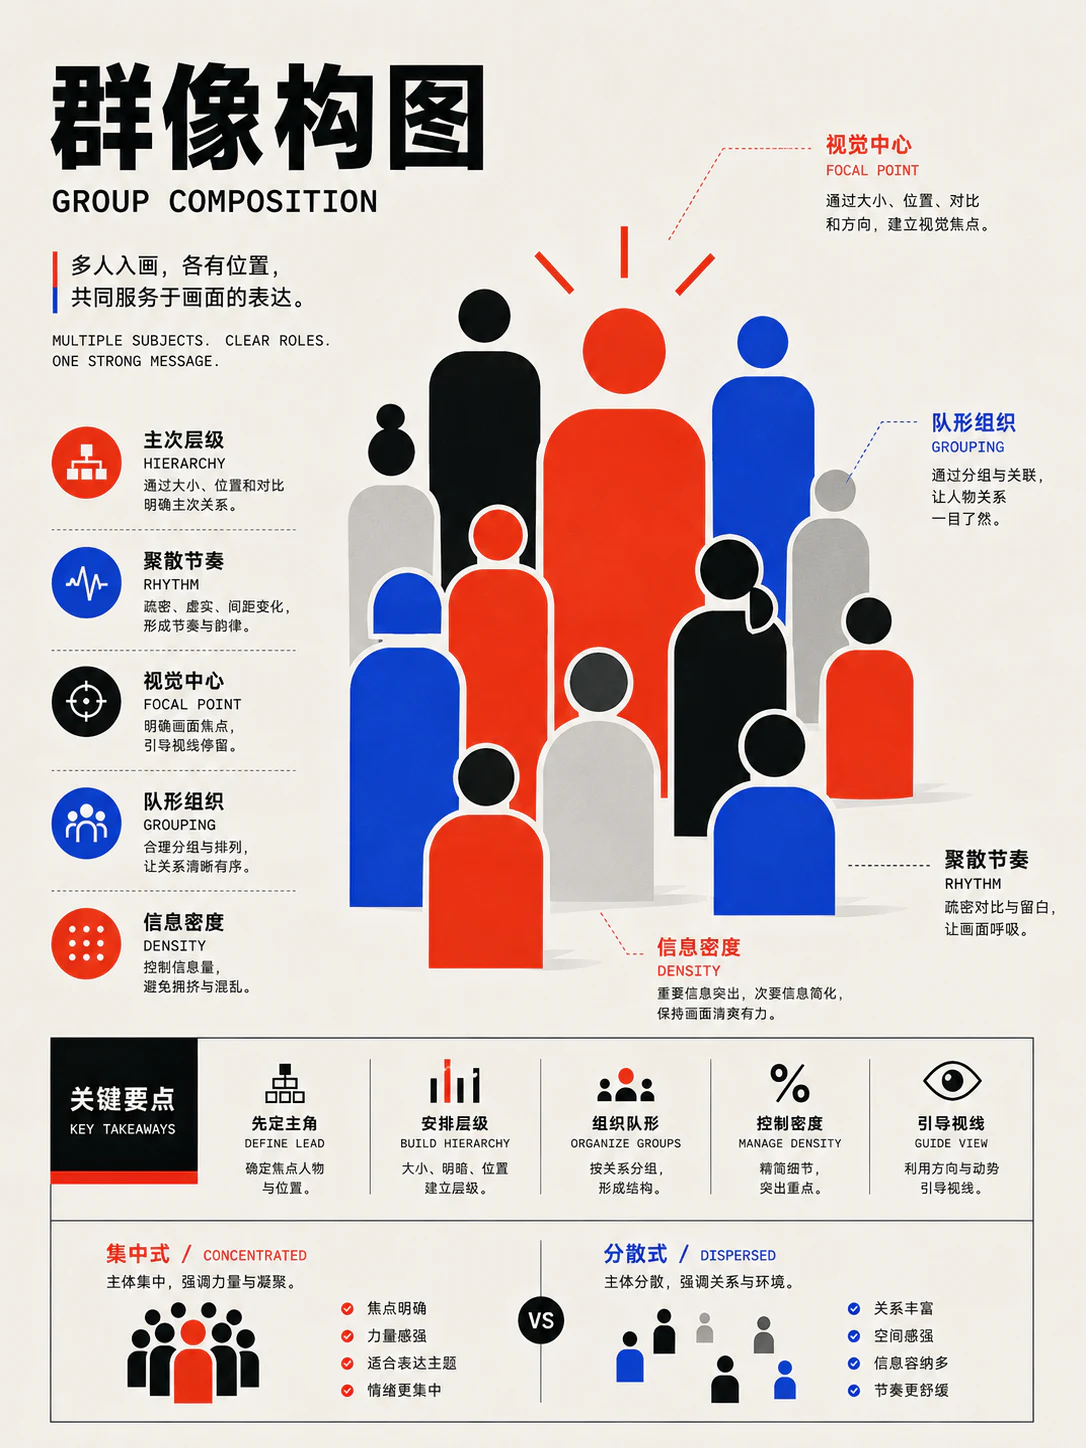 群像构图
GROUP COMPOSITION
多人入画，各有位置，
共同服务于画面的表达。
MULTIPLE SUBJECTS. CLEAR ROLES.
ONE STRONG MESSAGE.
主次层级
HIERARCHY
通过大小、位置和对比
明确主次关系。
聚散节奏
RHYTHM
疏密、虚实、间距变化，
形成节奏与韵律。
视觉中心
FOCAL POINT
明确画面焦点，
引导视线停留。
队形组织
GROUPING
合理分组与排列，
让关系清晰有序。
信息密度
DENSITY
控制信息量，
避免拥挤与混乱。
视觉中心
FOCAL POINT
通过大小、位置、对比
和方向，建立视觉焦点。
队形组织
GROUPING
通过分组与关联，
让人物关系
一目了然。
聚散节奏
RHYTHM
疏密对比与留白，
让画面呼吸。
信息密度
DENSITY
重要信息突出，次要信息简化，
保持画面清爽有力。
关键要点
KEY TAKEAWAYS
先定主角
DEFINE LEAD
确定焦点人物
与位置。
安排层级
BUILD HIERARCHY
大小、明暗、位置
建立层级。
组织队形
ORGANIZE GROUPS
按关系分组，
形成结构。
%
控制密度
MANAGE DENSITY
精简细节，
突出重点。
引导视线
GUIDE VIEW
利用方向与动势
引导视线。
集中式 / CONCENTRATED
主体集中，强调力量与凝聚。
焦点明确
力量感强
适合表达主题
情绪更集中
VS
分散式 / DISPERSED
主体分散，强调关系与环境。
关系丰富
空间感强
信息容纳多
节奏更舒缓